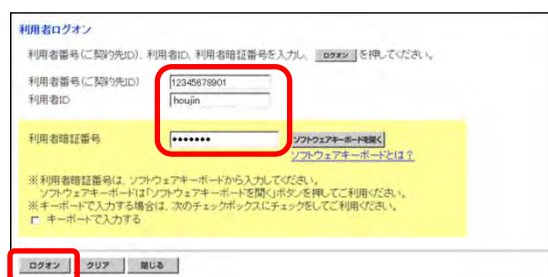 利用者ログオン
利用者番号(ご契約先ID)、利用者ID、利用者暗証番号を入力し、 ログオン を押してください。
利用者番号(ご契約先ID) 12345678901
利用者ID houjin
利用者暗証番号 ••••••• ソフトウェアキーボードを開く
ソフトウェアキーボードとは?
※利用者暗証番号は、ソフトウェアキーボードから入力してください。
ソフトウェアキーボードは「ソフトウェアキーボードを開く」ボタンを押してご利用ください。
※キーボードで入力する場合は、次のチェックボックスにチェックをしてご利用ください。
キーボードで入力する
ログオン クリア 閉じる